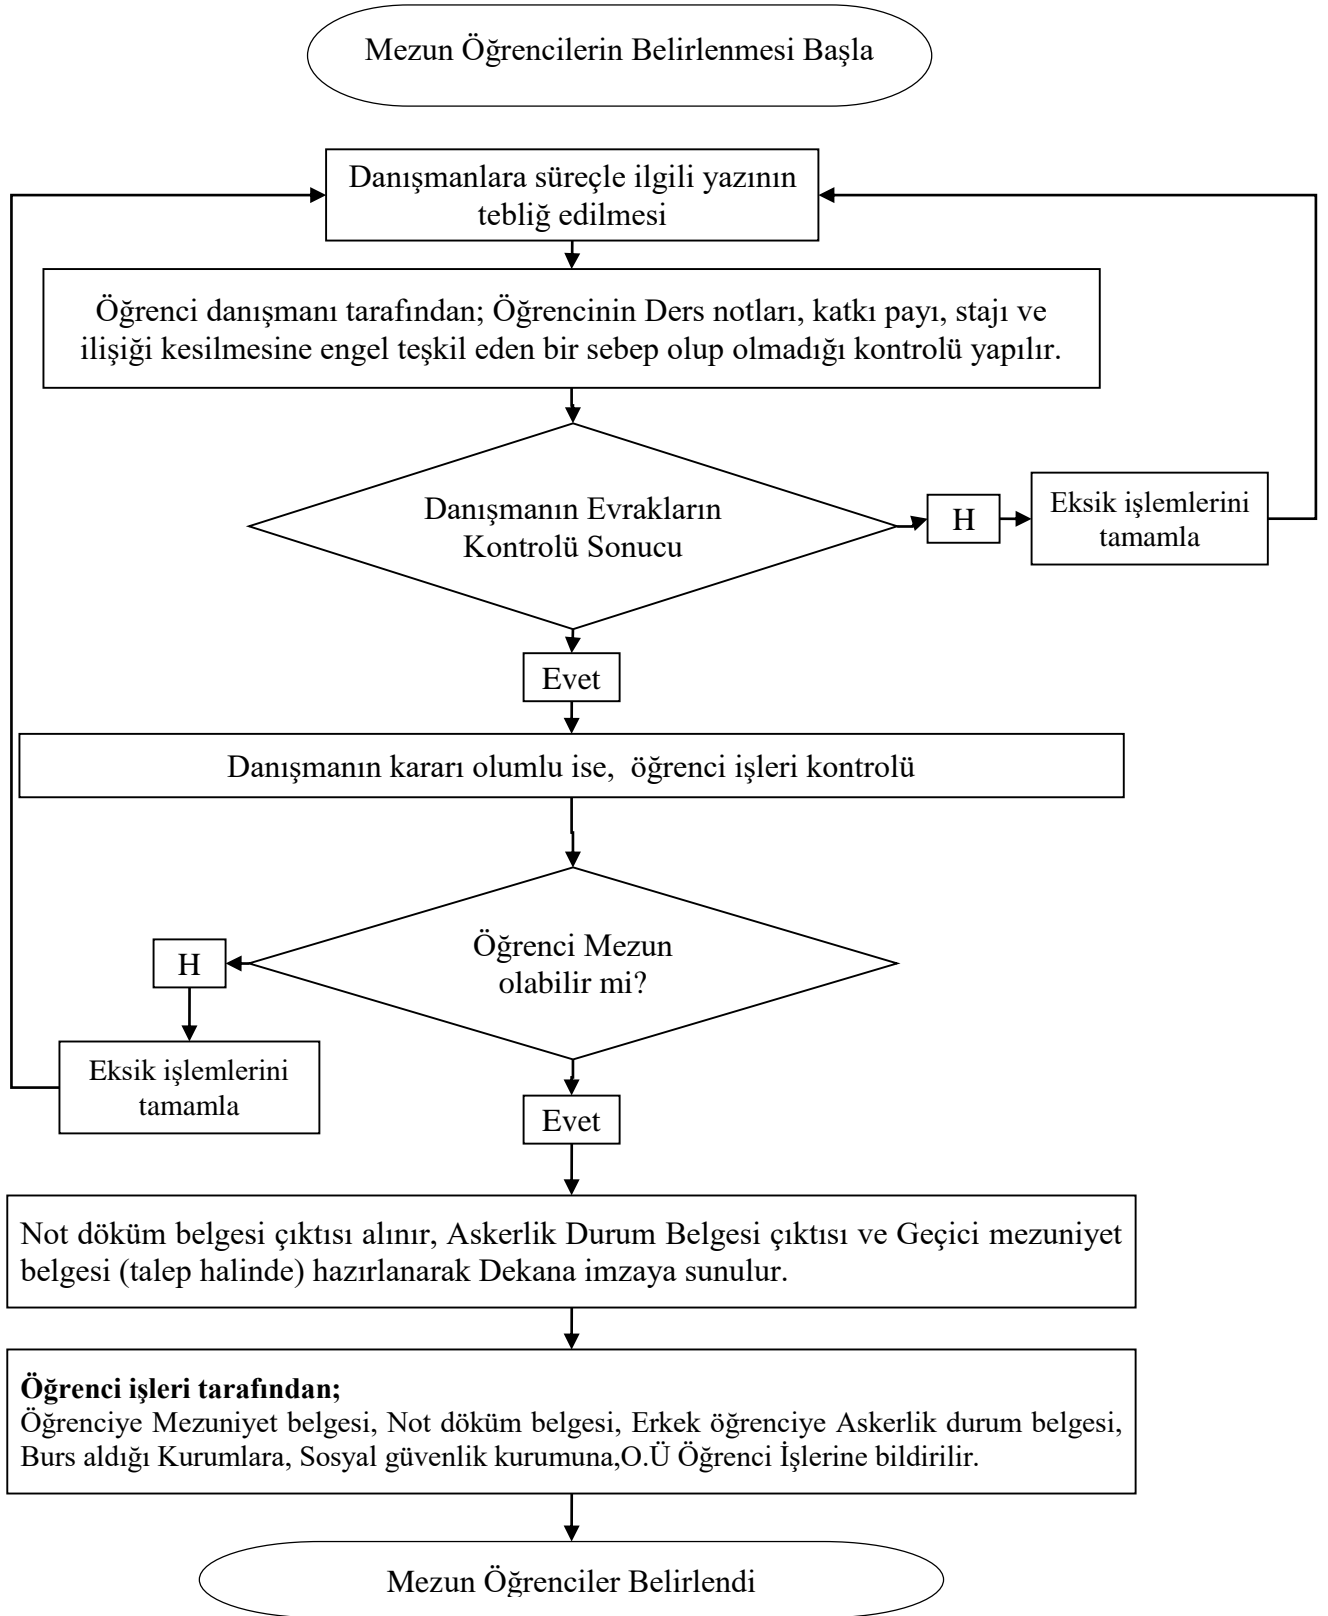 Mezun Öğrencilerin Belirlenmesi Başla
Danışmanlara süreçle ilgili yazının
tebliğ edilmesi
Öğrenci danışmanı tarafından; Öğrencinin Ders notları, katkı payı, stajı ve
ilişiği kesilmesine engel teşkil eden bir sebep olup olmadığı kontrolü yapılır.
Danışmanın Evrakların
Kontrolü Sonucu
H
Eksik işlemlerini
tamamla
Evet
Danışmanın kararı olumlu ise, öğrenci işleri kontrolü
Öğrenci Mezun
olabilir mi?
H
Eksik işlemlerini
tamamla
Evet
Not döküm belgesi çıktısı alınır, Askerlik Durum Belgesi çıktısı ve Geçici mezuniyet
belgesi (talep halinde) hazırlanarak Dekana imzaya sunulur.
Öğrenci işleri tarafından;
Öğrenciye Mezuniyet belgesi, Not döküm belgesi, Erkek öğrenciye Askerlik durum belgesi,
Burs aldığı Kurumlara, Sosyal güvenlik kurumuna,O.Ü Öğrenci İşlerine bildirilir.
Mezun Öğrenciler Belirlendi